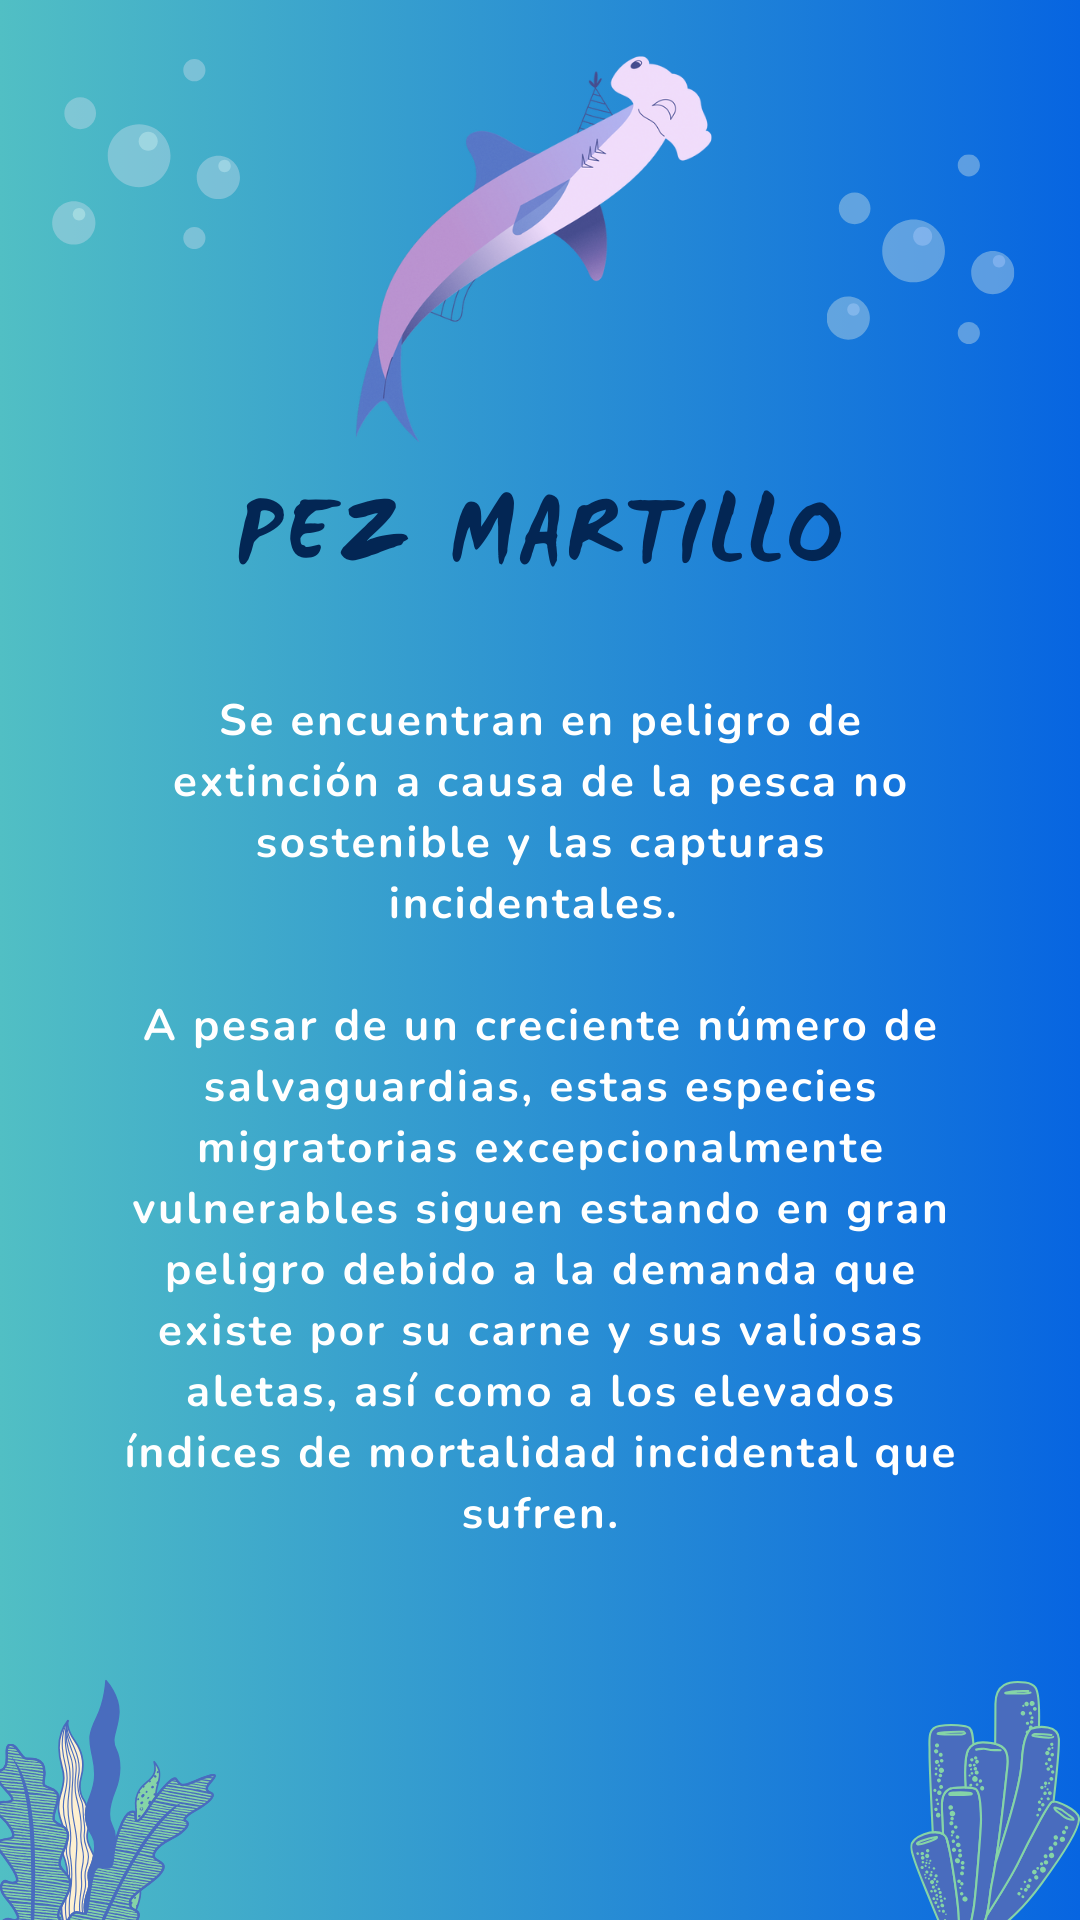 PEZ MARTILLO
Se encuentran en peligro de
extinción a causa de la pesca no
sostenible y las capturas
incidentales.
A pesar de un creciente número de
salvaguardias, estas especies
migratorias excepcionalmente
vulnerables siguen estando en gran
peligro debido a la demanda que
existe por su carne y sus valiosas
aletas, así como a los elevados
índices de mortalidad incidental que
sufren.